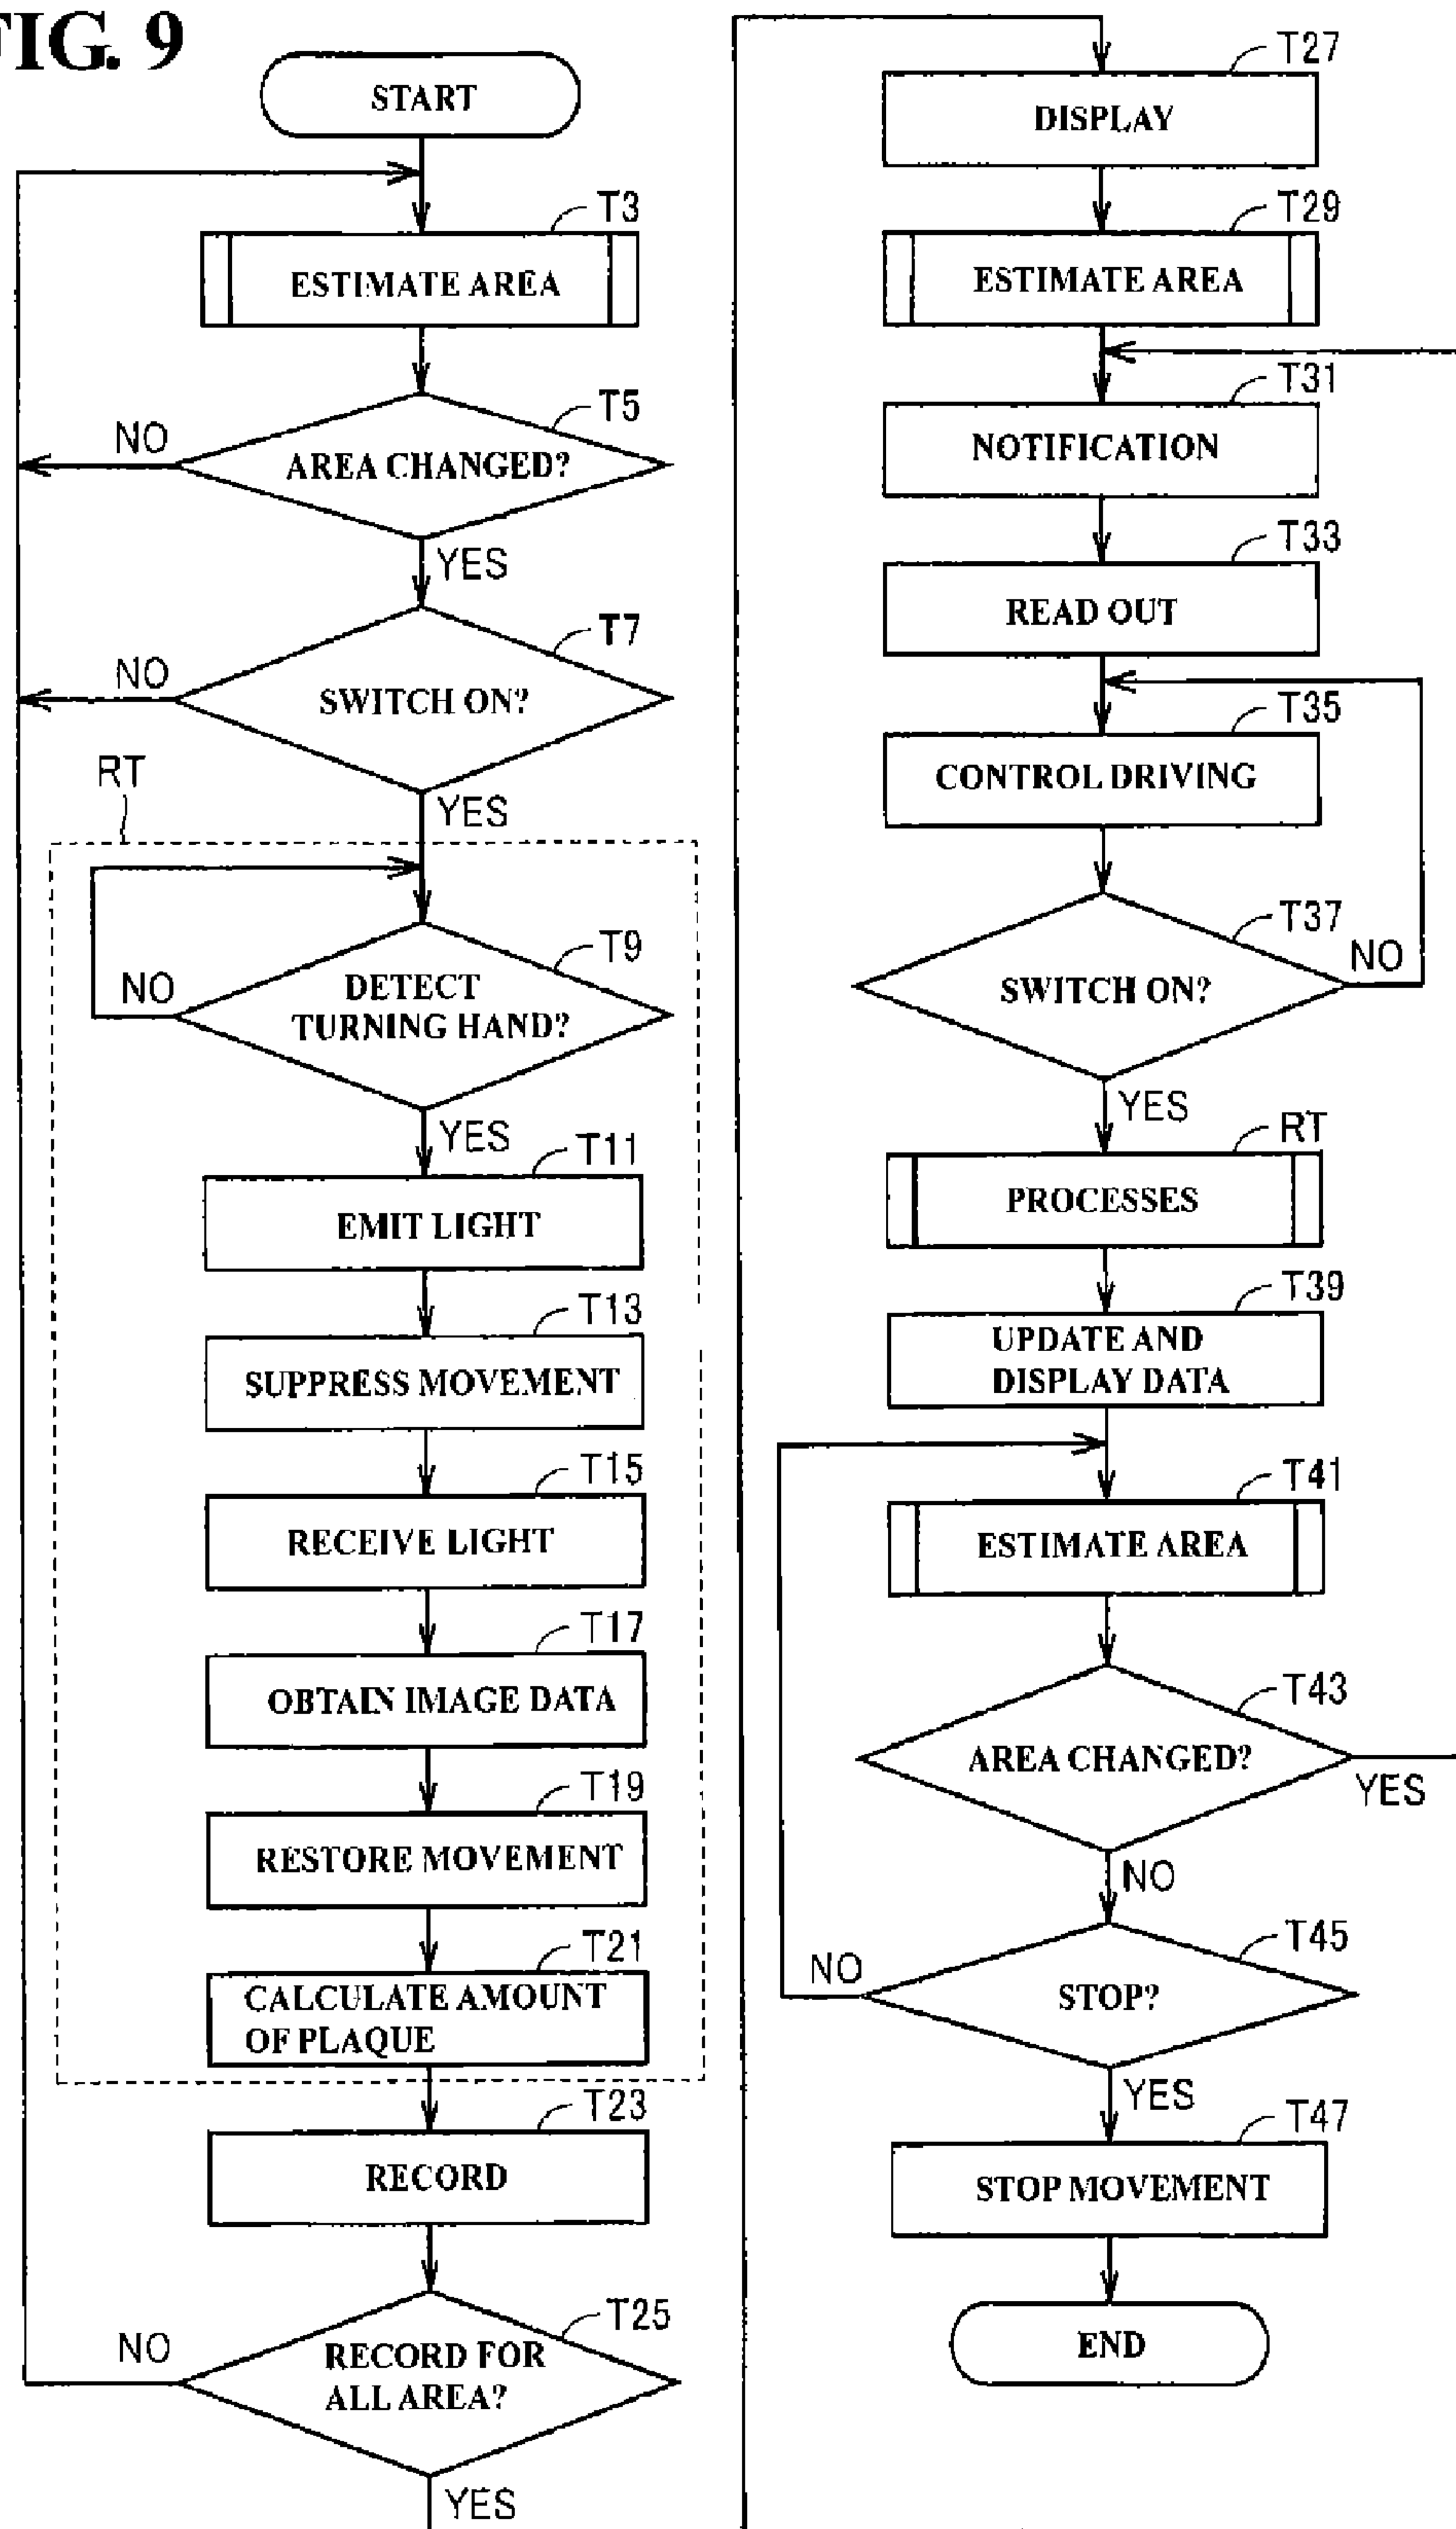 FIG. 9
START
T3
ESTIMATE AREA
T5
NO
AREA CHANGED?
YES
T7
NO
SWITCH ON?
RT
YES
T9
NO
DETECT
TURNING HAND?
YES
T11
EMIT LIGHT
T13
SUPPRESS MOVEMENT
T15
RECEIVE LIGHT
T17
OBTAIN IMAGE DATA
T19
RESTORE MOVEMENT
T21
CALCULATE AMOUNT
OF PLAQUE
T23
RECORD
T25
NO
RECORD FOR
ALL AREA?
YES
T27
DISPLAY
T29
ESTIMATE AREA
T31
NOTIFICATION
T33
READ OUT
T35
CONTROL DRIVING
T37
NO
SWITCH ON?
YES
RT
PROCESSES
T39
UPDATE AND
DISPLAY DATA
T41
ESTIMATE AREA
T43
AREA CHANGED?
YES
NO
T45
NO
STOP?
YES
T47
STOP MOVEMENT
END